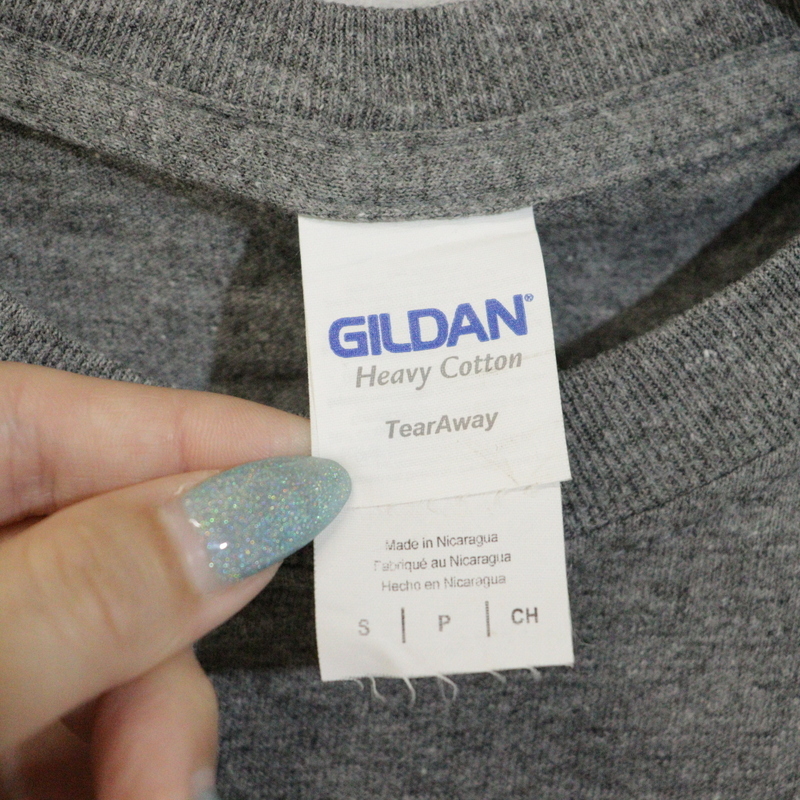 GILDAN®
Heavy Cotton
TearAway
Made in Nicaragua
Fabriqué au Nicaragua
Hecho en Nicaragua
S | P | CH